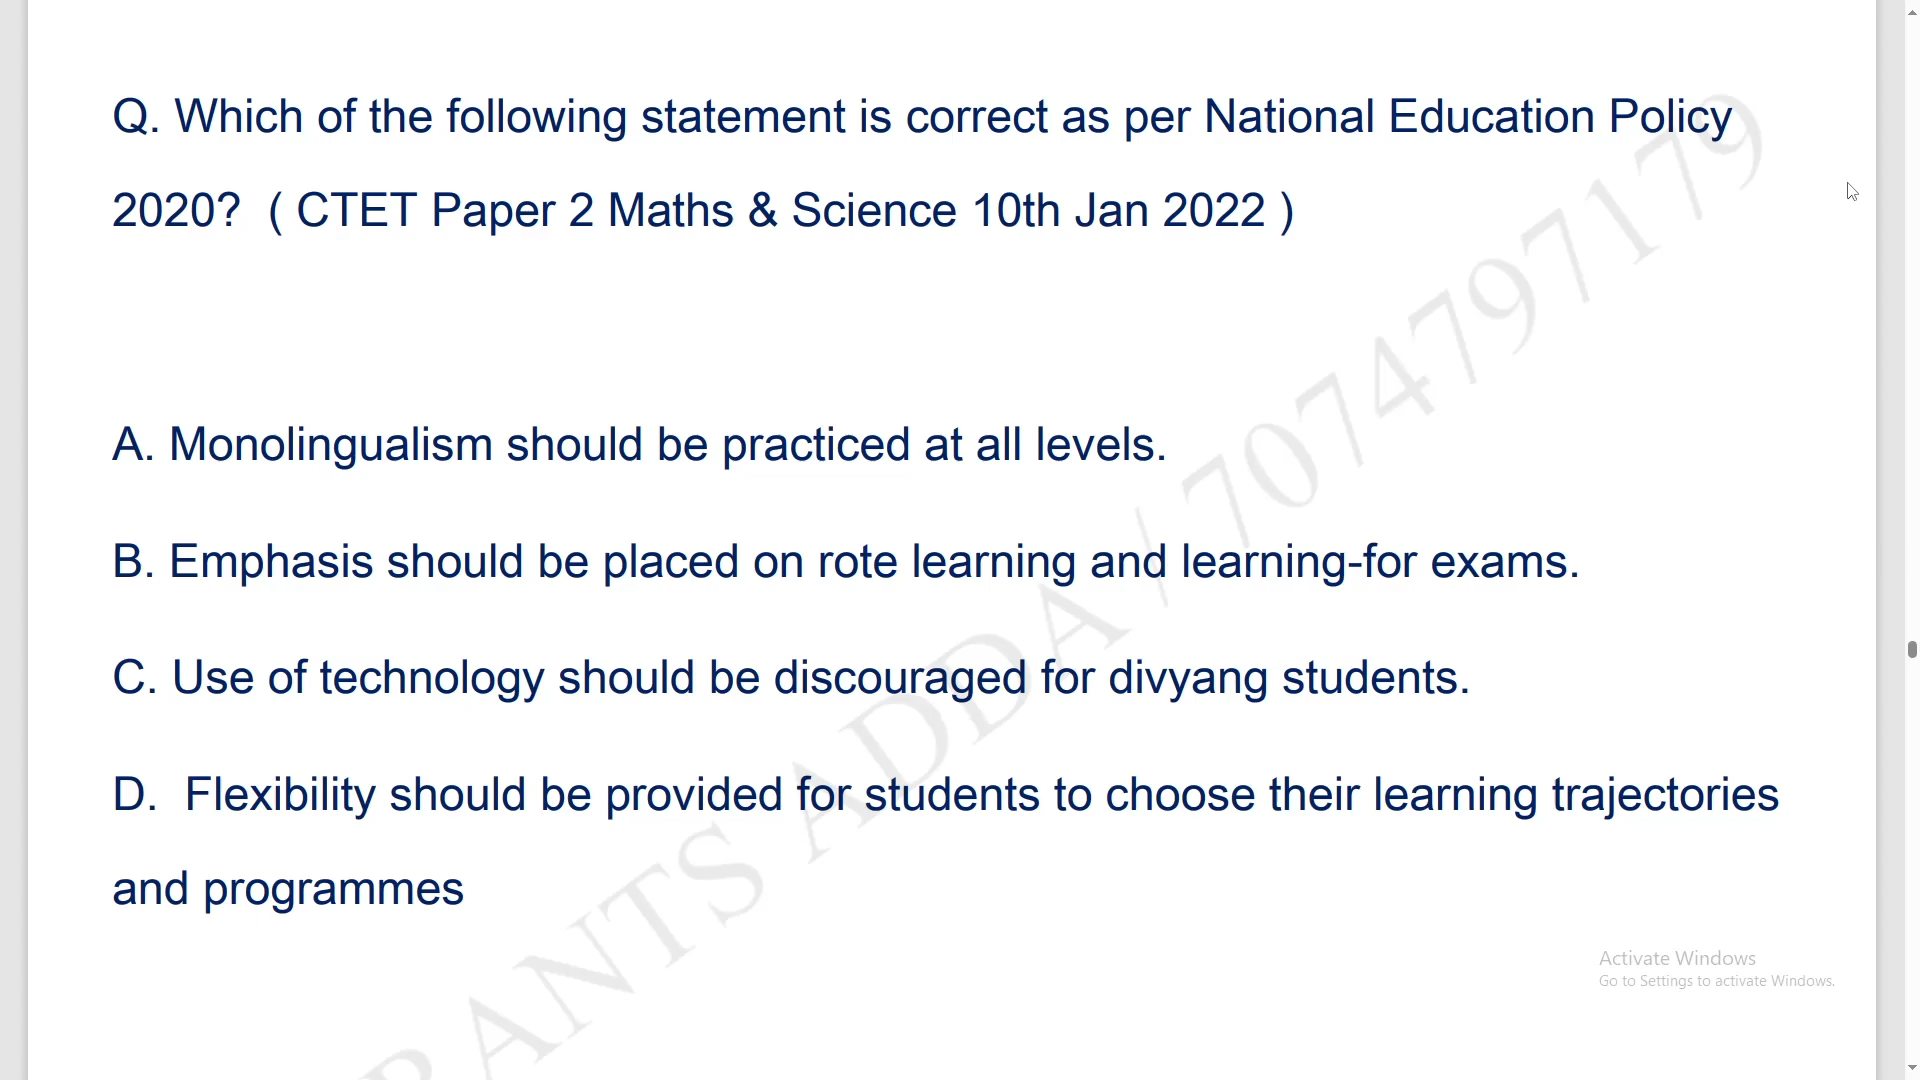 Q. Which of the following statement is correct as per National Education Policy
2020?  ( CTET Paper 2 Maths & Science 10th Jan 2022 )
A. Monolingualism should be practiced at all levels.
B. Emphasis should be placed on rote learning and learning-for exams.
C. Use of technology should be discouraged for divyang students.
D.  Flexibility should be provided for students to choose their learning trajectories
and programmes
RANTS ADDA / 7074797179
Activate Windows
Go to Settings to activate Windows.